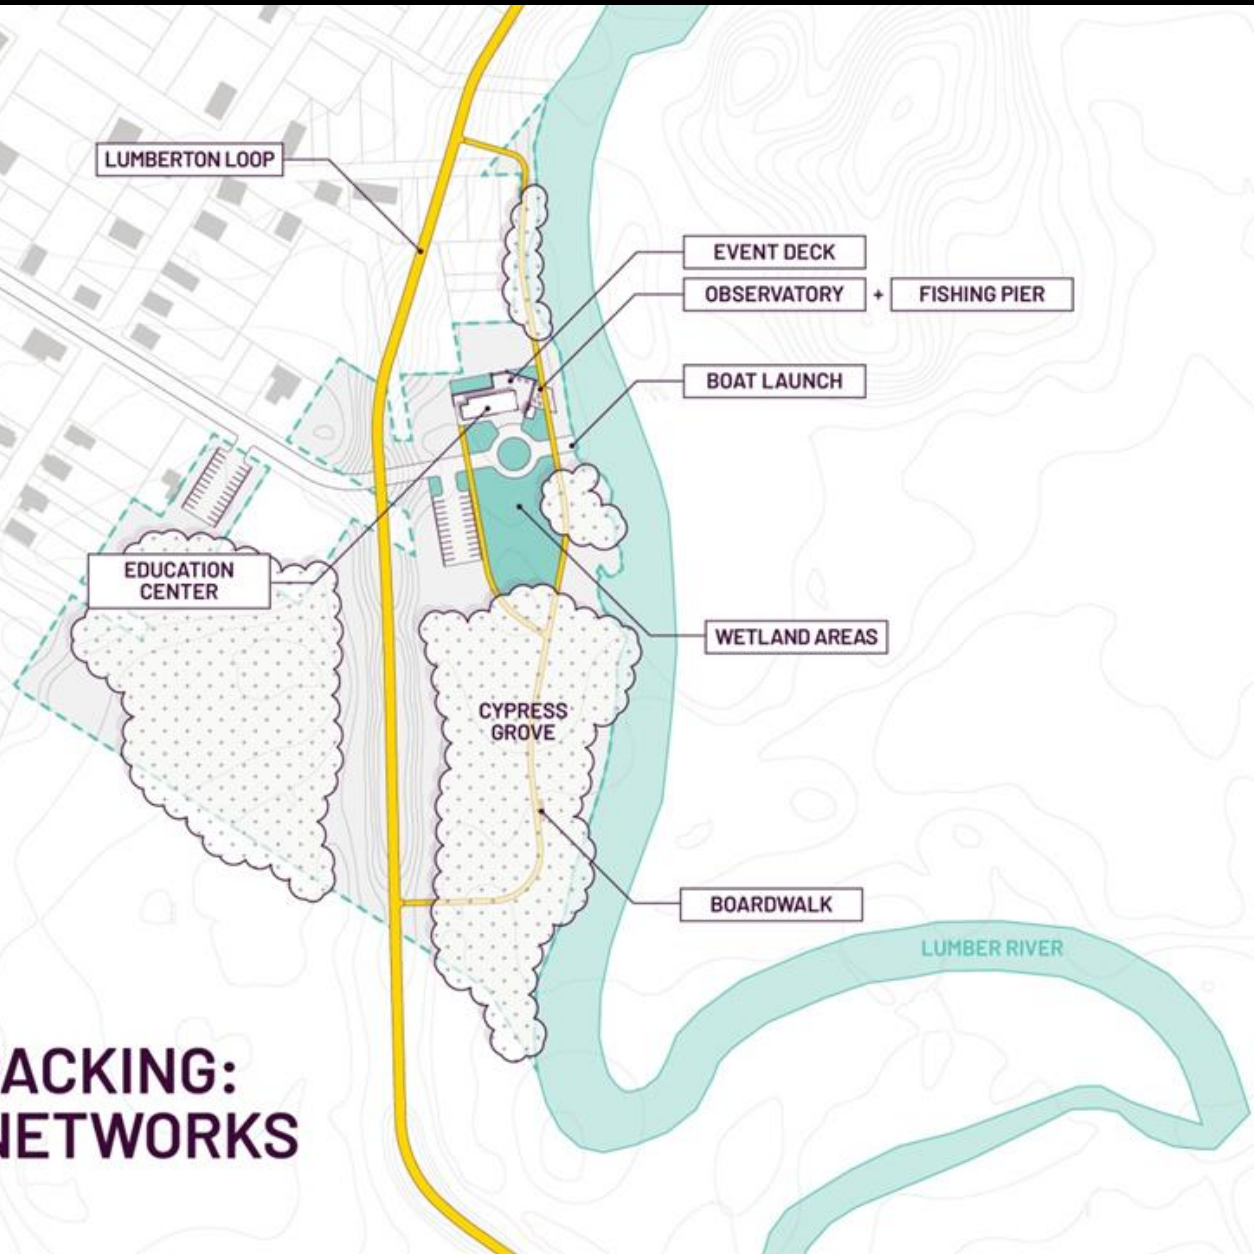 LUMBERTON LOOP
EVENT DECK
OBSERVATORY + FISHING PIER
BOAT LAUNCH
EDUCATION
CENTER
WETLAND AREAS
CYPRESS
GROVE
BOARDWALK
LUMBER RIVER
ACKING:
NETWORKS